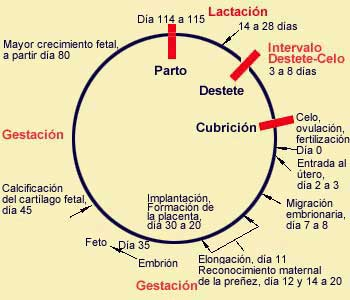 Lactación
Día 114 a 115
14 a 28 días
Mayor crecimiento fetal,
a partir día 80
Intervalo
Destete-Celo
3 a 8 días
Parto
Destete
Cubrición
Celo,
ovulación,
fertilización
Día 0
Gestación
Entrada al
útero,
día 2 a 3
Calcificación
del cartílago fetal,
día 45
Implantación,
Formación de
la placenta,
día 30 a 20
Migración
embrionaria,
día 7 a 8
Feto
Día 35
Embrión
Elongación, día 11
Reconocimiento maternal
de la preñez, día 12 y 14 a 20
Gestación